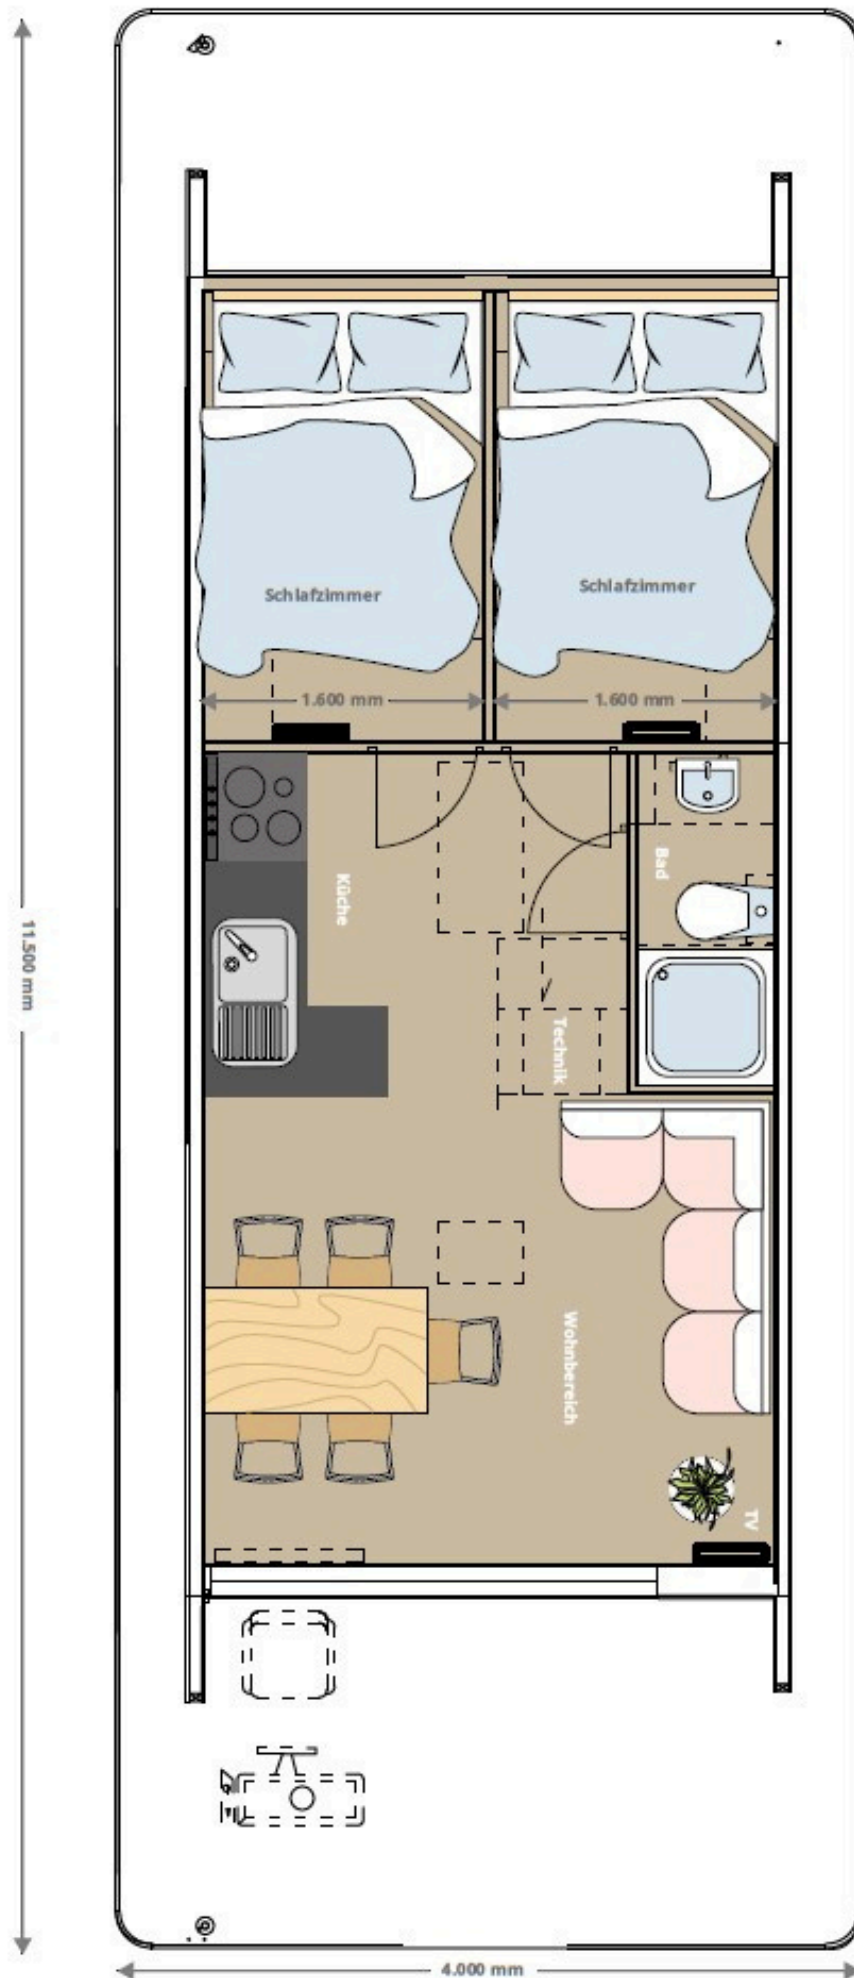 Schlafzimmer
Schlafzimmer
1.600 mm
1.600 mm
Bad
Küche
11.500 mm
Technik
Wohnbereich
TV
4.000 mm